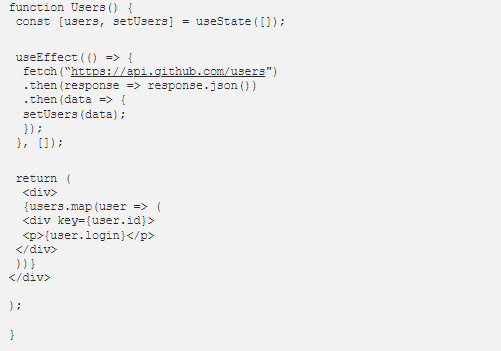 function Users() {
const [users, setUsers] = useState([]);
useEffect(() => {
fetch(“https://api.github.com/users")
.then(response => response.json())
.then(data => {
setUsers(data);
});
}, []);
return (
<div>
{users.map(user => (
<div key={user.id}>
<p>{user.login}</p>
</div>
))}
</div>
);
}